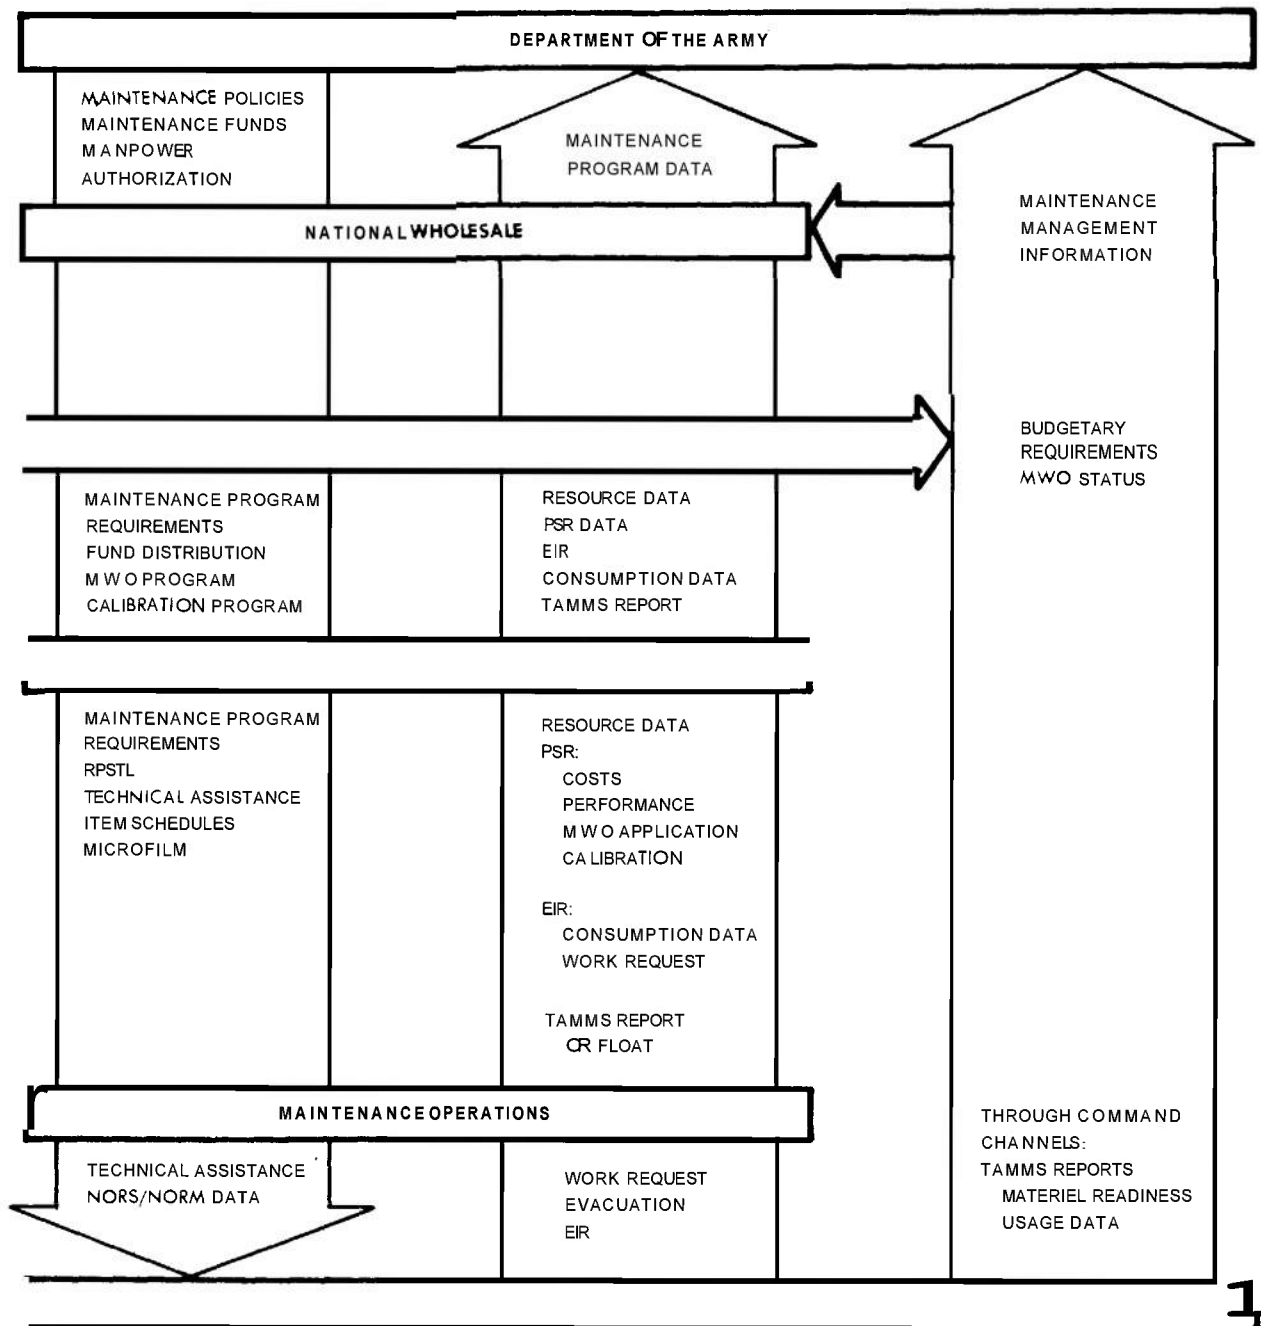 DEPARTMENT OF THE ARMY
MAINTENANCE POLICIES
MAINTENANCE FUNDS
MANPOWER
AUTHORIZATION
MAINTENANCE
PROGRAM DATA
MAINTENANCE
MANAGEMENT
INFORMATION
NATIONAL WHOLESALE
BUDGETARY
REQUIREMENTS
MWO STATUS
MAINTENANCE PROGRAM
REQUIREMENTS
FUND DISTRIBUTION
MWO PROGRAM
CALIBRATION PROGRAM
RESOURCE DATA
PSR DATA
EIR
CONSUMPTION DATA
TAMMS REPORT
MAINTENANCE PROGRAM
REQUIREMENTS
RPSTL
TECHNICAL ASSISTANCE
ITEM SCHEDULES
MICROFILM
RESOURCE DATA
PSR:
COSTS
PERFORMANCE
MWO APPLICATION
CALIBRATION
EIR:
CONSUMPTION DATA
WORK REQUEST
TAMMS REPORT
OR FLOAT
MAINTENANCE OPERATIONS
TECHNICAL ASSISTANCE
NORS/NORM DATA
WORK REQUEST
EVACUATION
EIR
THROUGH COMMAND
CHANNELS:
TAMMS REPORTS
MATERIEL READINESS
USAGE DATA